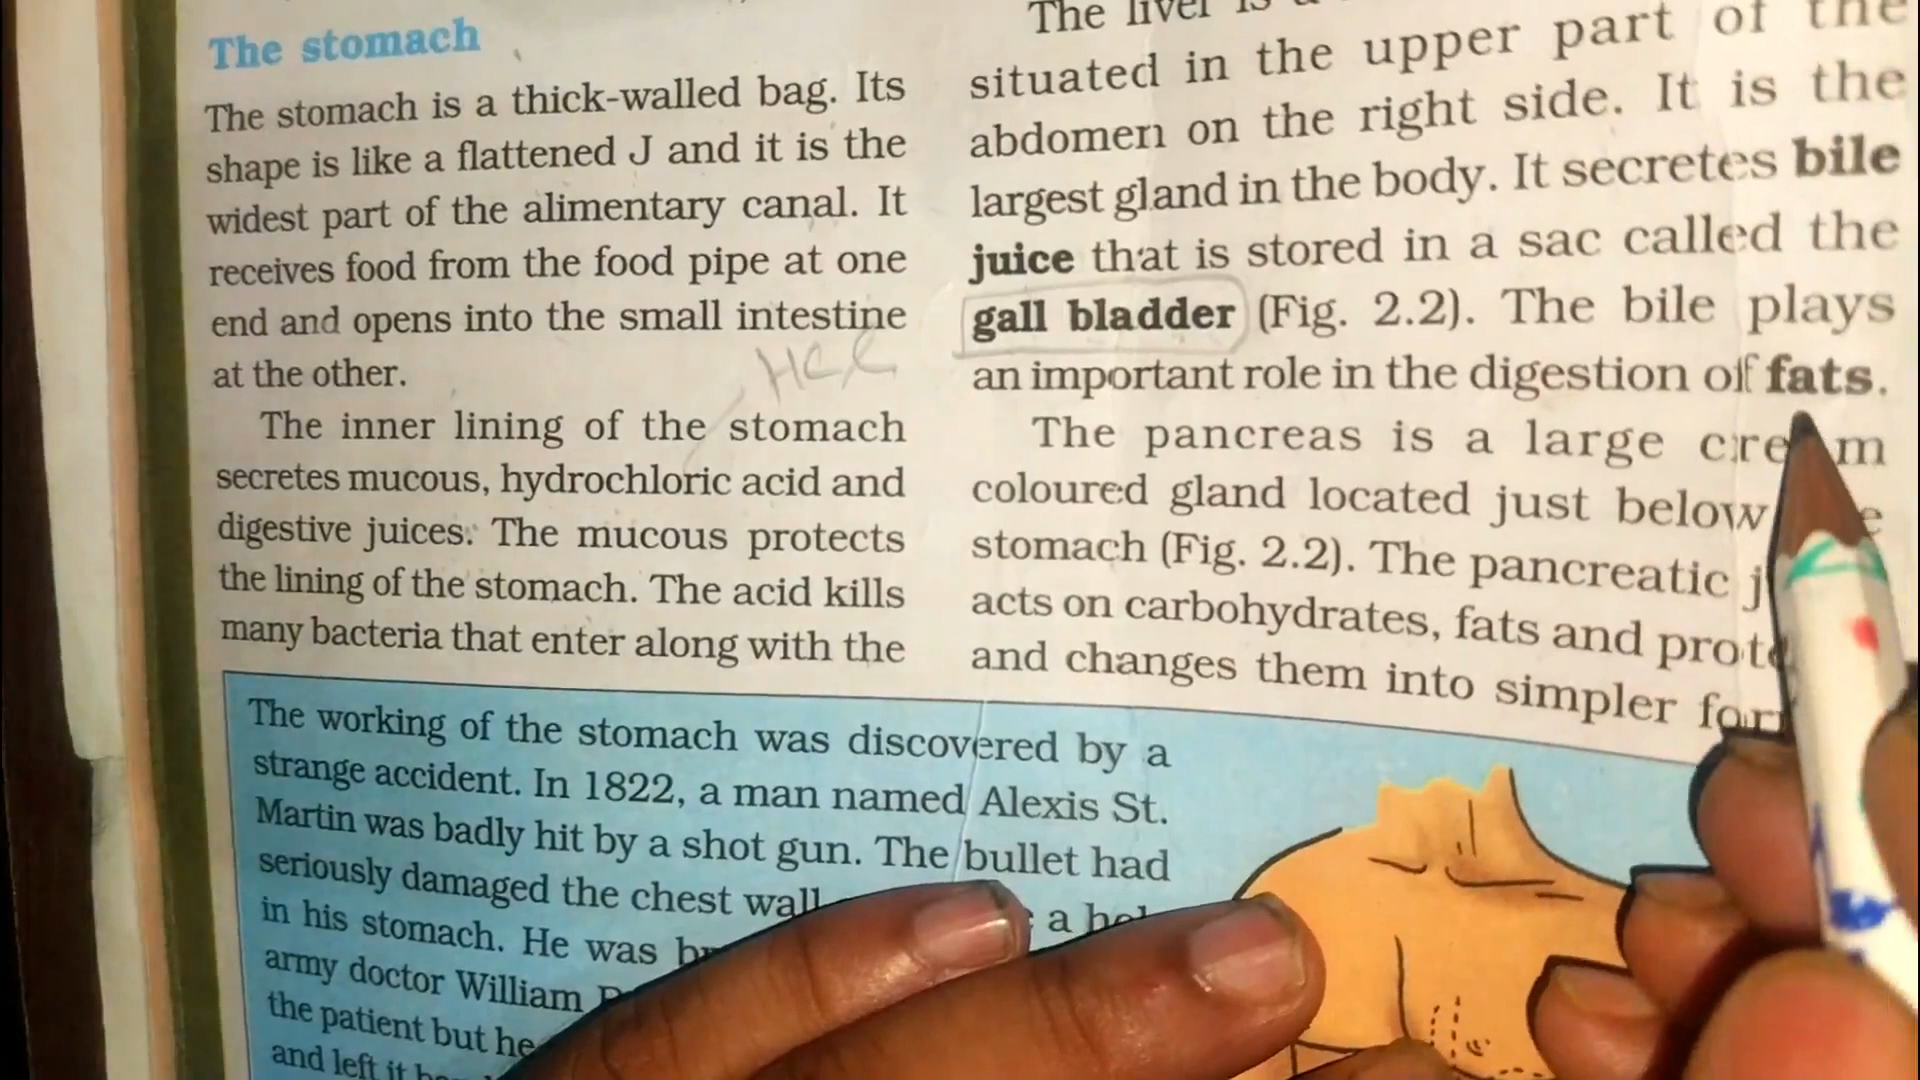 The stomach
The stomach is a thick-walled bag. Its
shape is like a flattened J and it is the
widest part of the alimentary canal. It
receives food from the food pipe at one
end and opens into the small intestine
at the other.
HCl
The inner lining of the stomach
secretes mucous, hydrochloric acid and
digestive juices. The mucous protects
the lining of the stomach. The acid kills
many bacteria that enter along with the
The liver is a
situated in the upper part of the
abdomen on the right side. It is the
largest gland in the body. It secretes bile
juice that is stored in a sac called the
gall bladder (Fig. 2.2). The bile plays
an important role in the digestion of fats.
The pancreas is a large
coloured gland located just below
stomach (Fig. 2.2). The pancreatic
acts on carbohydrates, fats and
and changes them into simpler
The working of the stomach was discovered by a
strange accident. In 1822, a man named Alexis St.
Martin was badly hit by a shot gun. The bullet had
seriously damaged the chest wall a
in his stomach. He was
army doctor William
the patient but he
and left it